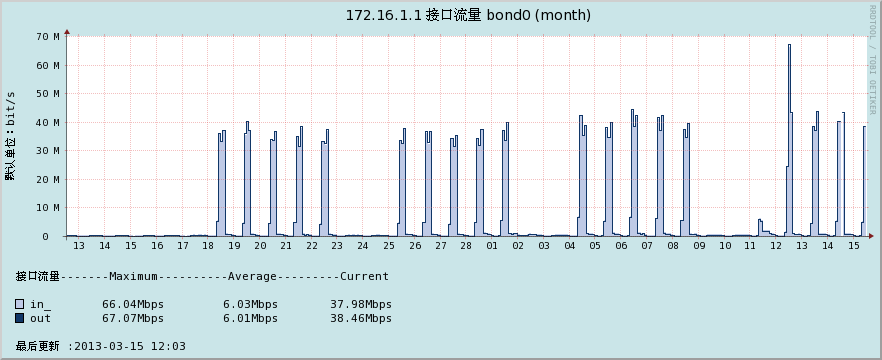 172.16.1.1 接口流量 bond0 (month)
RRDTOOL / TOBI OETIKER
默认单位：bit/s
70 M
60 M
50 M
40 M
30 M
20 M
10 M
0
13 14 15 16 17 18 19 20 21 22 23 24 25 26 27 28 01 02 03 04 05 06 07 08 09 10 11 12 13 14 15
接口流量-------Maximum----------Average---------Current
in_ 66.04Mbps 6.03Mbps 37.98Mbps
out 67.07Mbps 6.01Mbps 38.46Mbps
最后更新 :2013-03-15 12:03